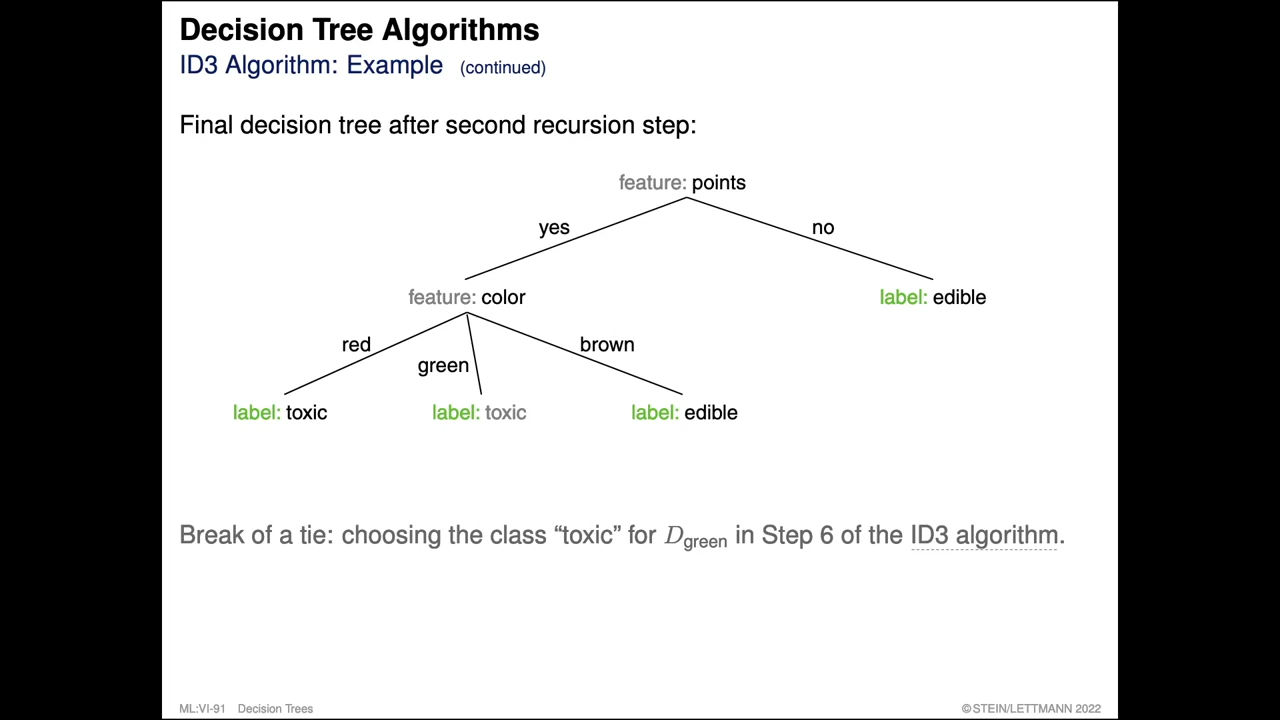 Decision Tree Algorithms
ID3 Algorithm: Example (continued)
Final decision tree after second recursion step:
feature: points
yes
no
feature: color
label: edible
red
green
brown
label: toxic
label: toxic
label: edible
Break of a tie: choosing the class “toxic” for Dgreen in Step 6 of the ID3 algorithm.
ML:VI-91 Decision Trees
©STEIN/LETTMANN 2022